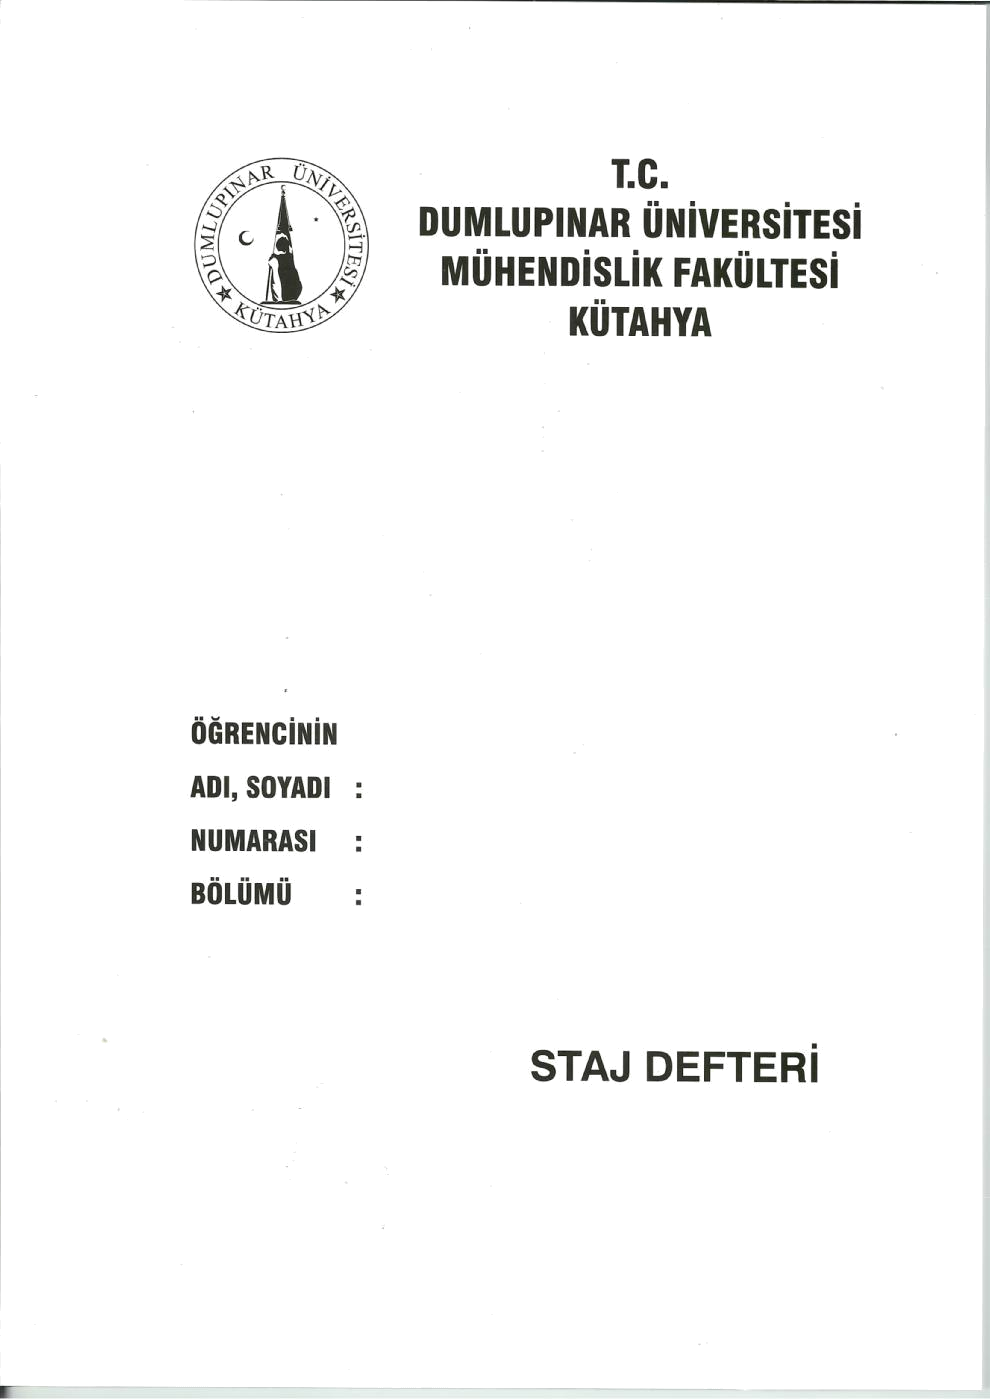 DUMLUPINAR ÜNİVERSİTESİ
KÜTAHYA
T.C.
DUMLUPINAR ÜNİVERSİTESİ
MÜHENDİSLİK FAKÜLTESİ
KÜTAHYA
ÖĞRENCİNİN
ADI, SOYADI :
NUMARASI :
BÖLÜMÜ :
STAJ DEFTERİ